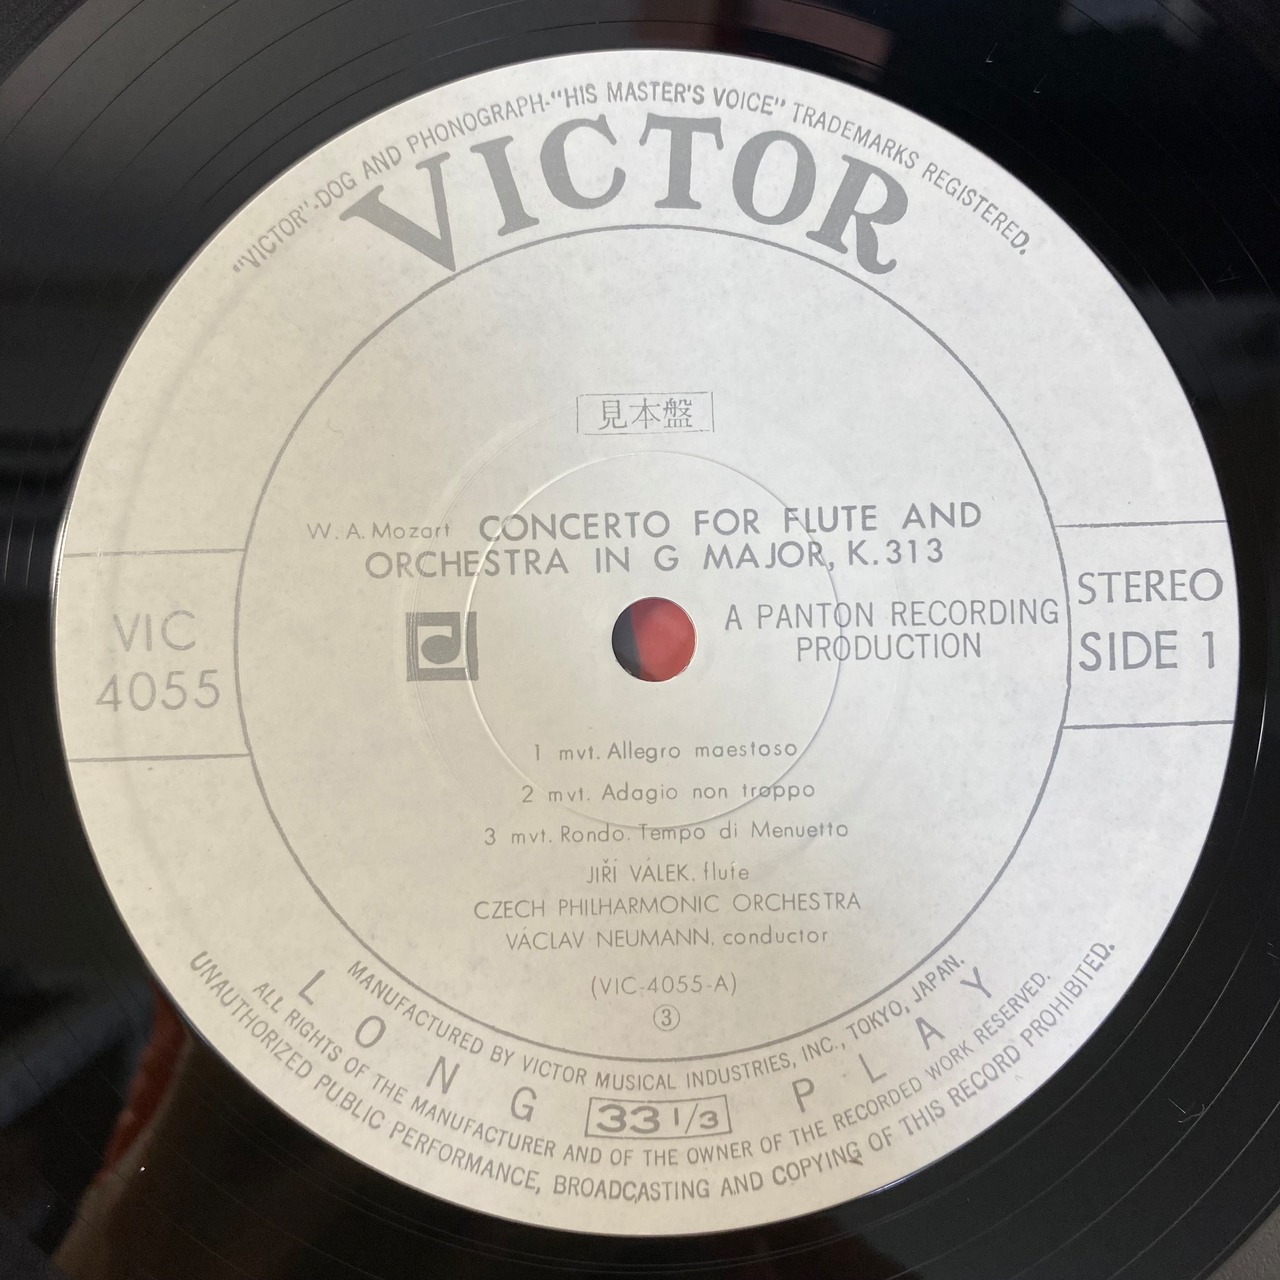 "VICTOR"-DOG AND PHONOGRAPH-"HIS MASTER'S VOICE" TRADEMARKS REGISTERED.
VICTOR
見本盤
W. A. Mozart CONCERTO FOR FLUTE AND
ORCHESTRA IN G MAJOR, K. 313
VIC
4055
A PANTON RECORDING
PRODUCTION
STEREO
SIDE 1
1 mvt. Allegro maestoso
2 mvt. Adagio non troppo
3 mvt. Rondo. Tempo di Menuetto
JIŘÍ VÁLEK, flute
CZECH PHILHARMONIC ORCHESTRA
VÁCLAV NEUMANN, conductor
(VIC-4055-A)
③
MANUFACTURED BY VICTOR MUSICAL INDUSTRIES, INC., TOKYO, JAPAN.
LONG 33 1/3 PLAY
ALL RIGHTS OF THE MANUFACTURER AND OF THE OWNER OF THE RECORDED WORK RESERVED.
UNAUTHORIZED PUBLIC PERFORMANCE, BROADCASTING AND COPYING OF THIS RECORD PROHIBITED.